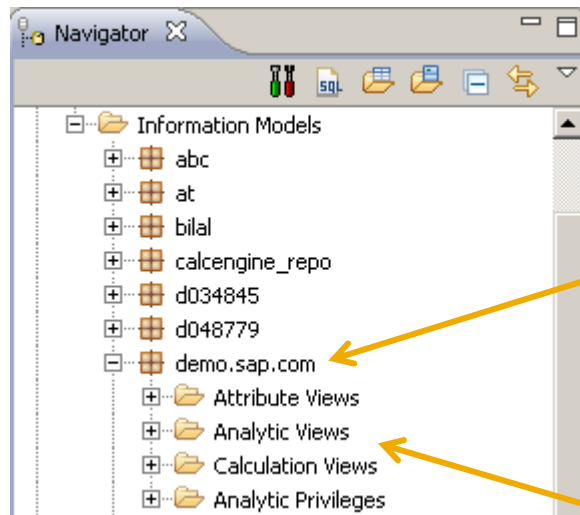 Navigator
SQL
Information Models
abc
at
bilal
calcengine_repo
d034845
d048779
demo.sap.com
Attribute Views
Analytic Views
Calculation Views
Analytic Privileges